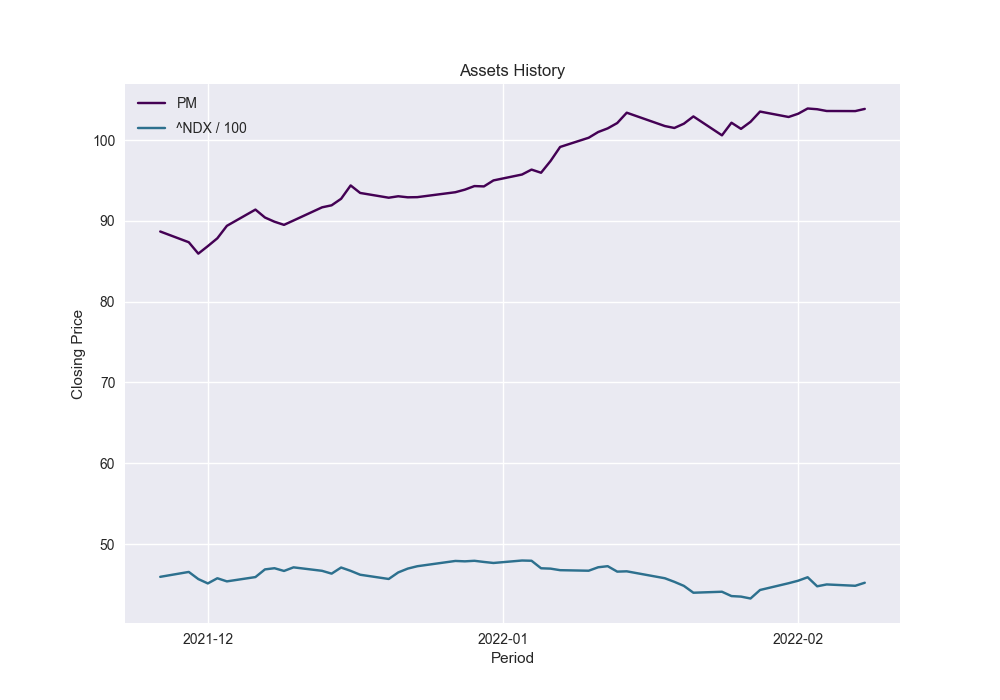 Assets History
PM
^NDX / 100
100
90
80
70
60
50
Closing Price
2021-12
2022-01
2022-02
Period